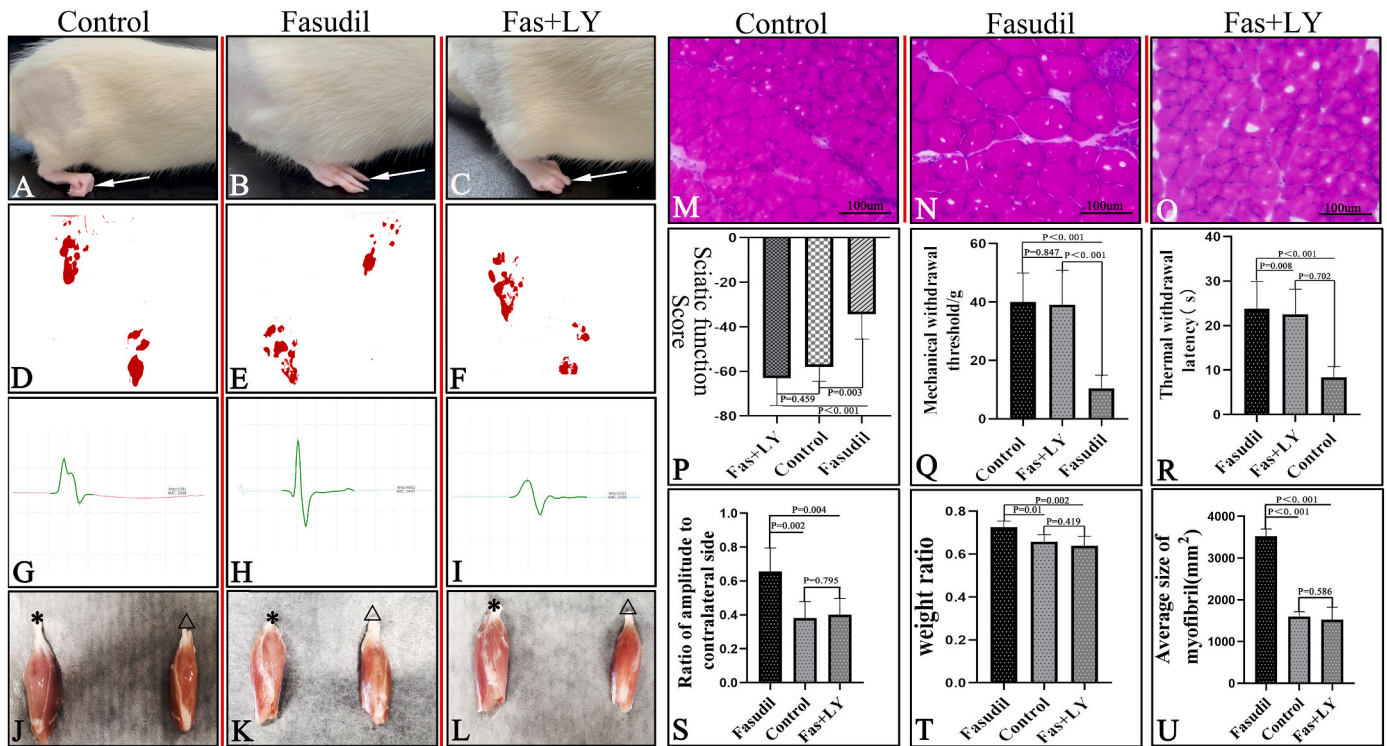 Control
Fasudil
Fas+LY
Control
Fasudil
Fas+LY
A
B
C
M
100um
N
100um
O
100um
D
E
F
P
Sciatic function
Score
0
-20
-40
-60
-80
P=0.459
P=0.003
P<0.001
Fas+LY
Control
Fasudil
Q
Mechanical withdrawal
threshold/g
60
40
20
0
P<0.001
P=0.847
P<0.001
Control
Fas+LY
Fasudil
R
Thermal withdrawal
latency(s)
40
30
20
10
0
P<0.001
P=0.008
P=0.702
Fasudil
Fas+LY
Control
G
H
I
J
*
△
K
*
△
L
*
△
S
Ratio of amplitude to
contralateral side
1.0
0.8
0.6
0.4
0.2
0.0
P=0.004
P=0.002
P=0.795
Fasudil
Control
Fas+LY
T
weight ratio
0.8
0.6
0.4
0.2
0.0
P=0.002
P=0.01
P=0.419
Fasudil
Control
Fas+LY
U
Average size of
myofibril(mm²)
4000
3000
2000
1000
0
P<0.001
P<0.001
P=0.586
Fasudil
Control
Fas+LY